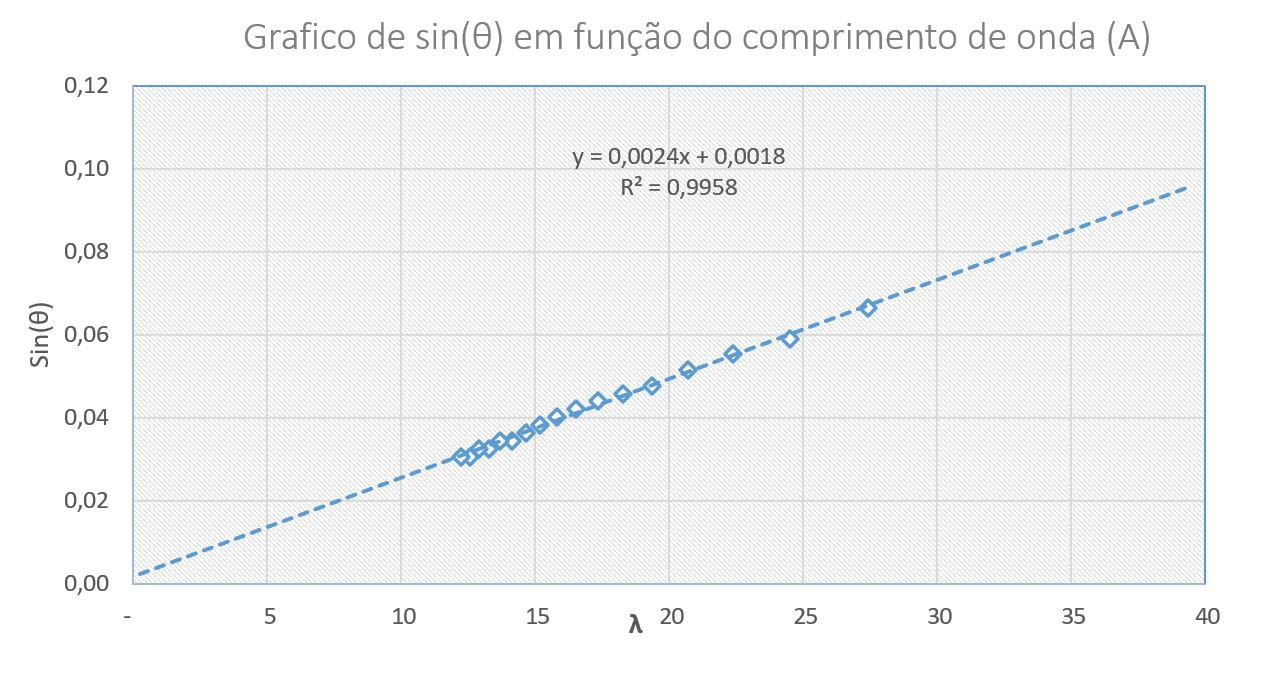 Grafico de sin(θ) em função do comprimento de onda (A)
0,12
0,10
0,08
0,06
0,04
0,02
0,00
Sin(θ)
y = 0,0024x + 0,0018
R² = 0,9958
- 5 10 15 20 25 30 35 40
λ